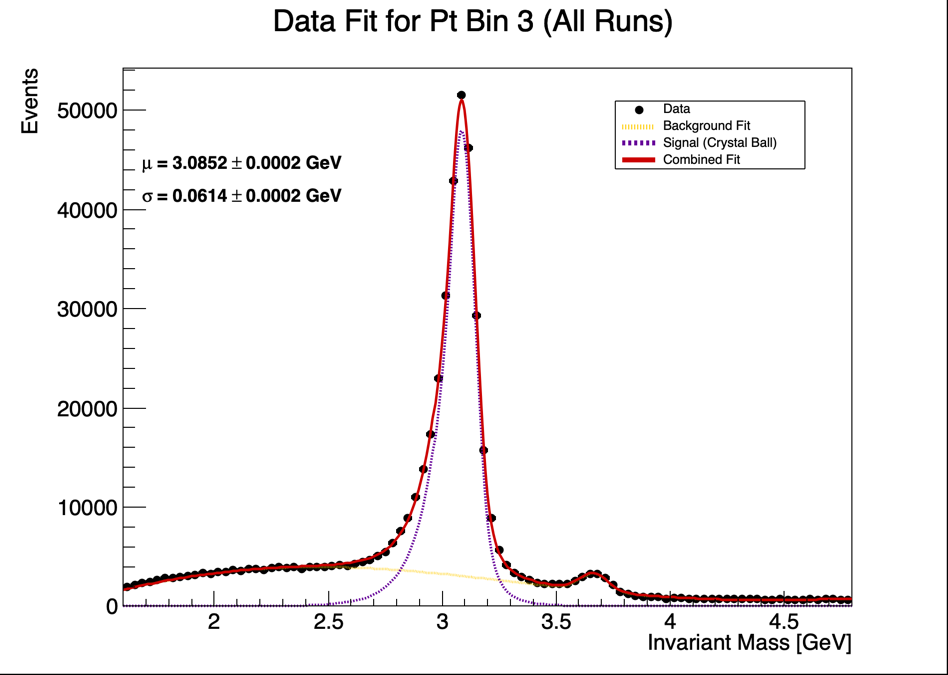 Data Fit for Pt Bin 3 (All Runs)
Events
50000
40000
30000
20000
10000
0
μ = 3.0852 ± 0.0002 GeV
σ = 0.0614 ± 0.0002 GeV
Data
Background Fit
Signal (Crystal Ball)
Combined Fit
2 2.5 3 3.5 4 4.5
Invariant Mass [GeV]